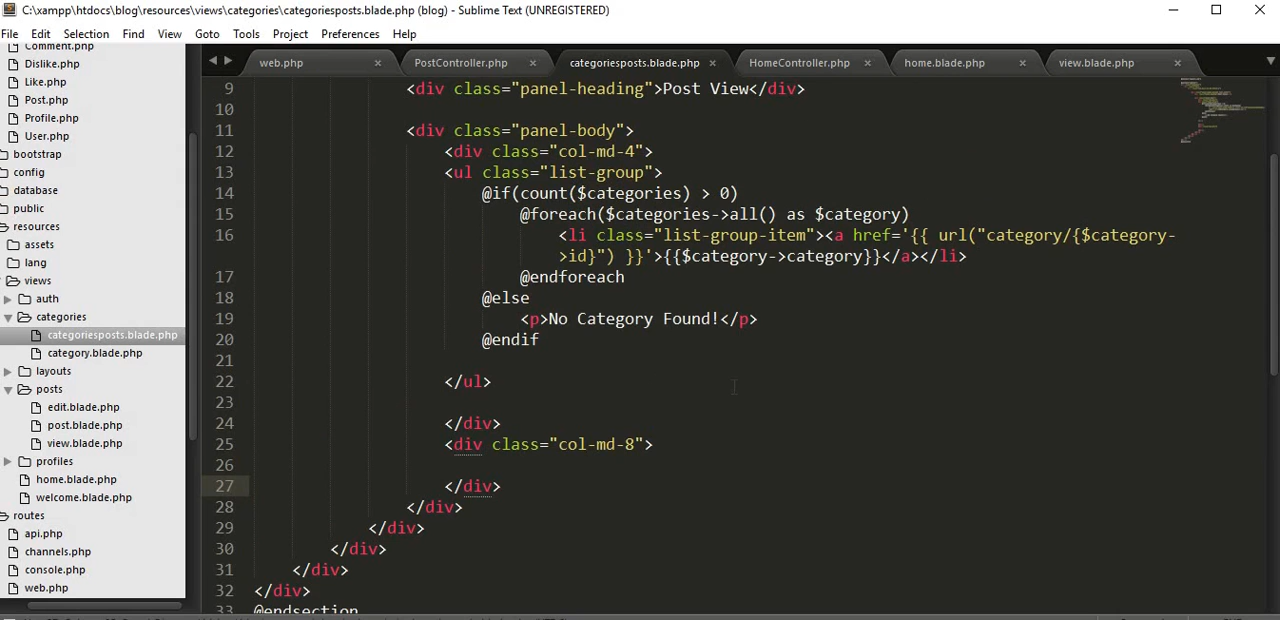 C:\xampp\htdocs\blog\resources\views\categories\categoriesposts.blade.php (blog) - Sublime Text (UNREGISTERED)
File Edit Selection Find View Goto Tools Project Preferences Help
Comment.php
Dislike.php
Like.php
Post.php
Profile.php
User.php
bootstrap
config
database
public
resources
assets
lang
views
auth
categories
categoriesposts.blade.php
category.blade.php
layouts
posts
edit.blade.php
post.blade.php
view.blade.php
profiles
home.blade.php
welcome.blade.php
routes
api.php
channels.php
console.php
web.php
web.php × PostController.php × categoriesposts.blade.php × HomeController.php × home.blade.php × view.blade.php ×
9 <div class="panel-heading">Post View</div>
10
11 <div class="panel-body">
12 <div class="col-md-4">
13 <ul class="list-group">
14 @if(count($categories) > 0)
15 @foreach($categories->all() as $category)
16 <li class="list-group-item"><a href='{{ url("category/{$category-
>id}") }}'>{{$category->category}}</a></li>
17 @endforeach
18 @else
19 <p>No Category Found!</p>
20 @endif
21
22 </ul>
23
24 </div>
25 <div class="col-md-8">
26
27 </div>
28 </div>
29 </div>
30 </div>
31 </div>
32 </div>
33 @endsection